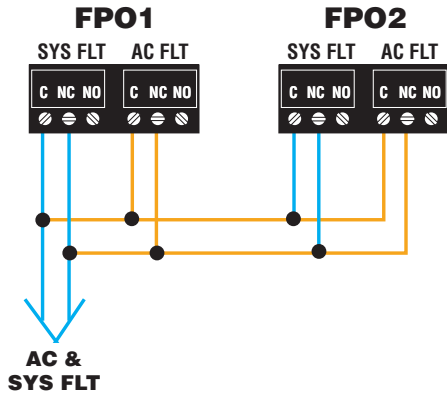 FPO1 FPO2
SYS FLT AC FLT SYS FLT AC FLT
C NC NO C NC NO C NC NO C NC NO
AC &
SYS FLT